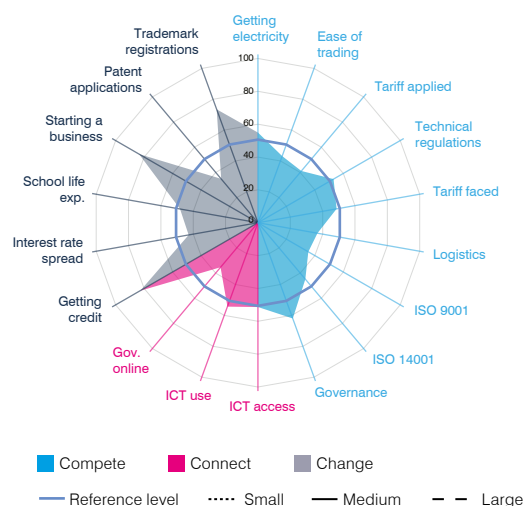 Getting
electricity
Ease of
trading
Tariff applied
Technical
regulations
Tariff faced
Logistics
ISO 9001
ISO 14001
Governance
ICT access
ICT use
Gov.
online
Getting
credit
Interest rate
spread
School life
exp.
Starting a
business
Patent
applications
Trademark
registrations
100
80
60
40
20
0
Compete
Connect
Change
Reference level
Small
Medium
Large